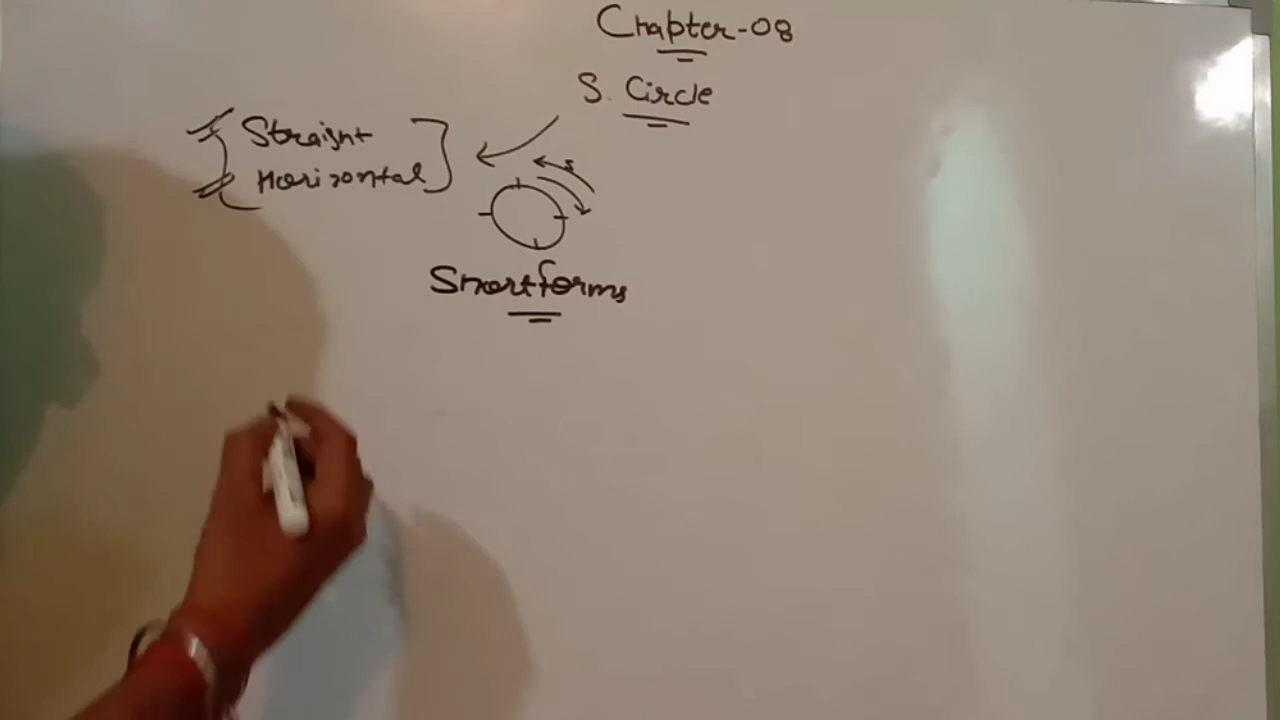 Chapter-08
S. Circle
Straight
Horizontal
S
Shortforms